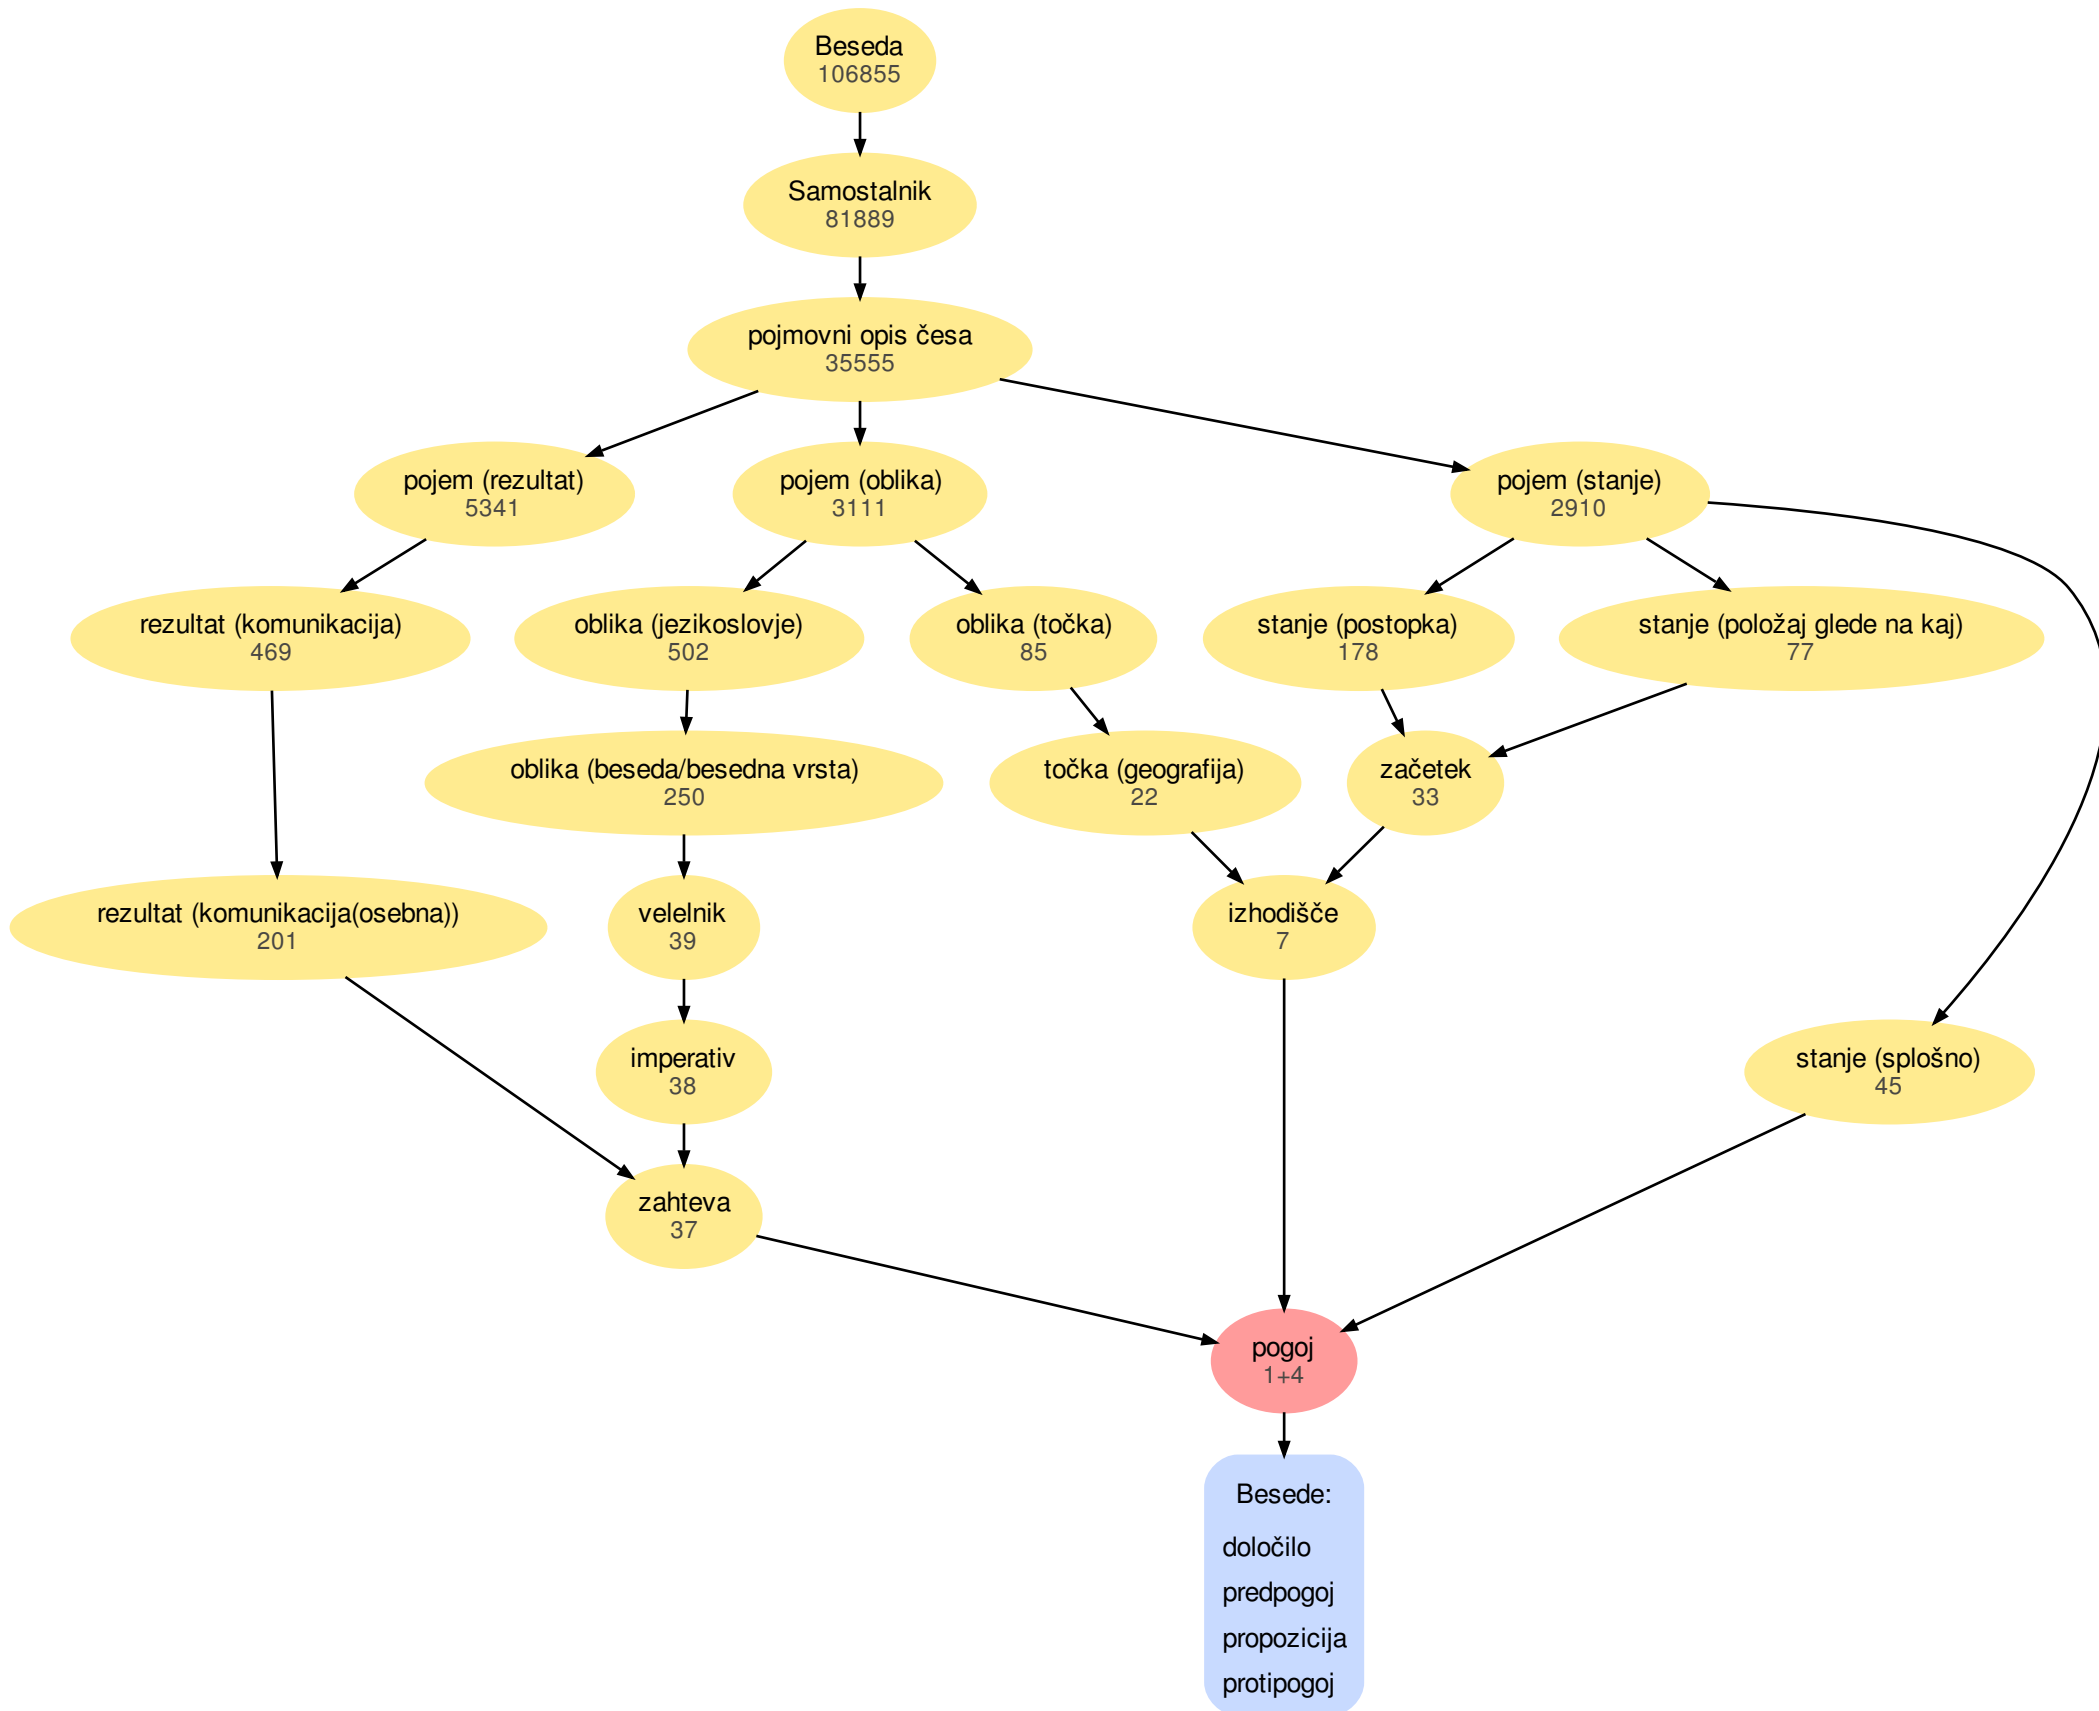 Beseda
106855
Samostalnik
81889
pojmovni opis česa
35555
pojem (rezultat)
5341
pojem (oblika)
3111
pojem (stanje)
2910
rezultat (komunikacija)
469
oblika (jezikoslovje)
502
oblika (točka)
85
stanje (postopka)
178
stanje (položaj glede na kaj)
77
oblika (beseda/besedna vrsta)
250
točka (geografija)
22
začetek
33
rezultat (komunikacija(osebna))
201
velelnik
39
izhodišče
7
imperativ
38
stanje (splošno)
45
zahteva
37
pogoj
1+4
Besede:
določilo
predpogoj
propozicija
protipogoj